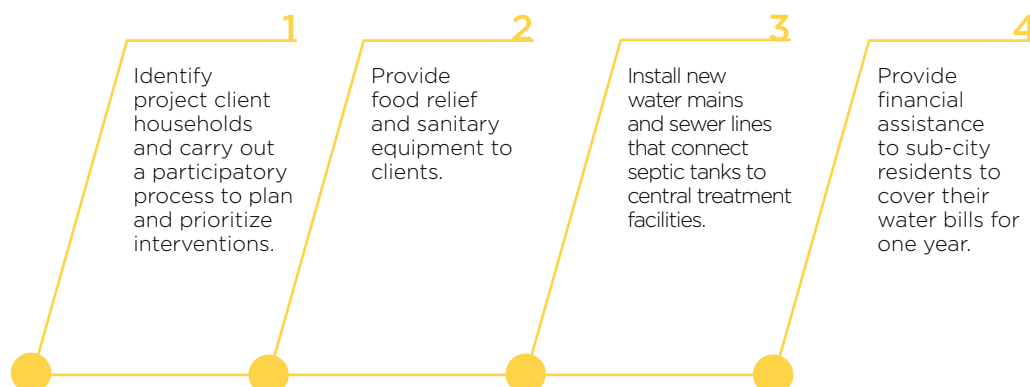 1
Identify
project client
households
and carry out
a participatory
process to plan
and prioritize
interventions.
2
Provide
food relief
and sanitary
equipment to
clients.
3
Install new
water mains
and sewer lines
that connect
septic tanks to
central treatment
facilities.
4
Provide
financial
assistance
to sub-city
residents to
cover their
water bills for
one year.